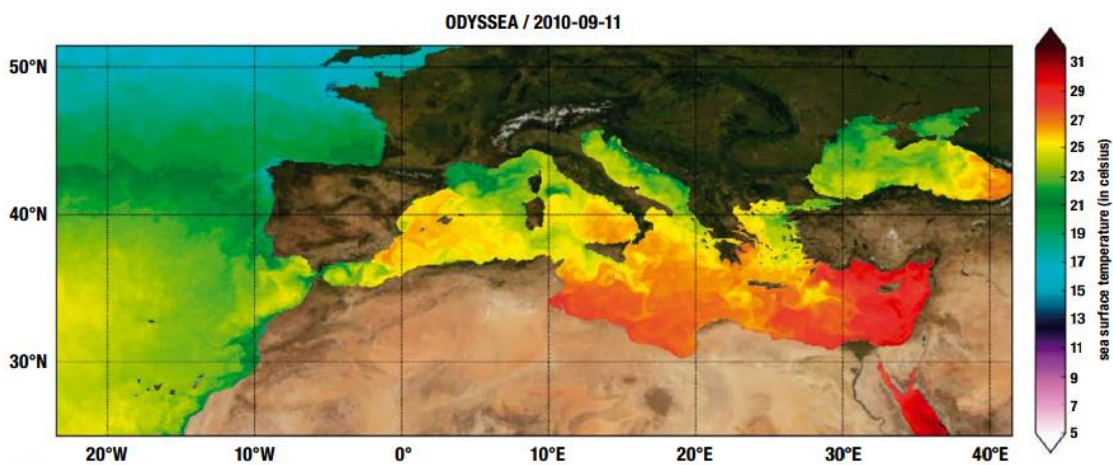 ODYSSEA / 2010-09-11
50°N
40°N
30°N
20°W
10°W
0°
10°E
20°E
30°E
40°E
31
29
27
25
23
21
19
17
15
13
11
9
7
5
sea surface temperature (in celsius)